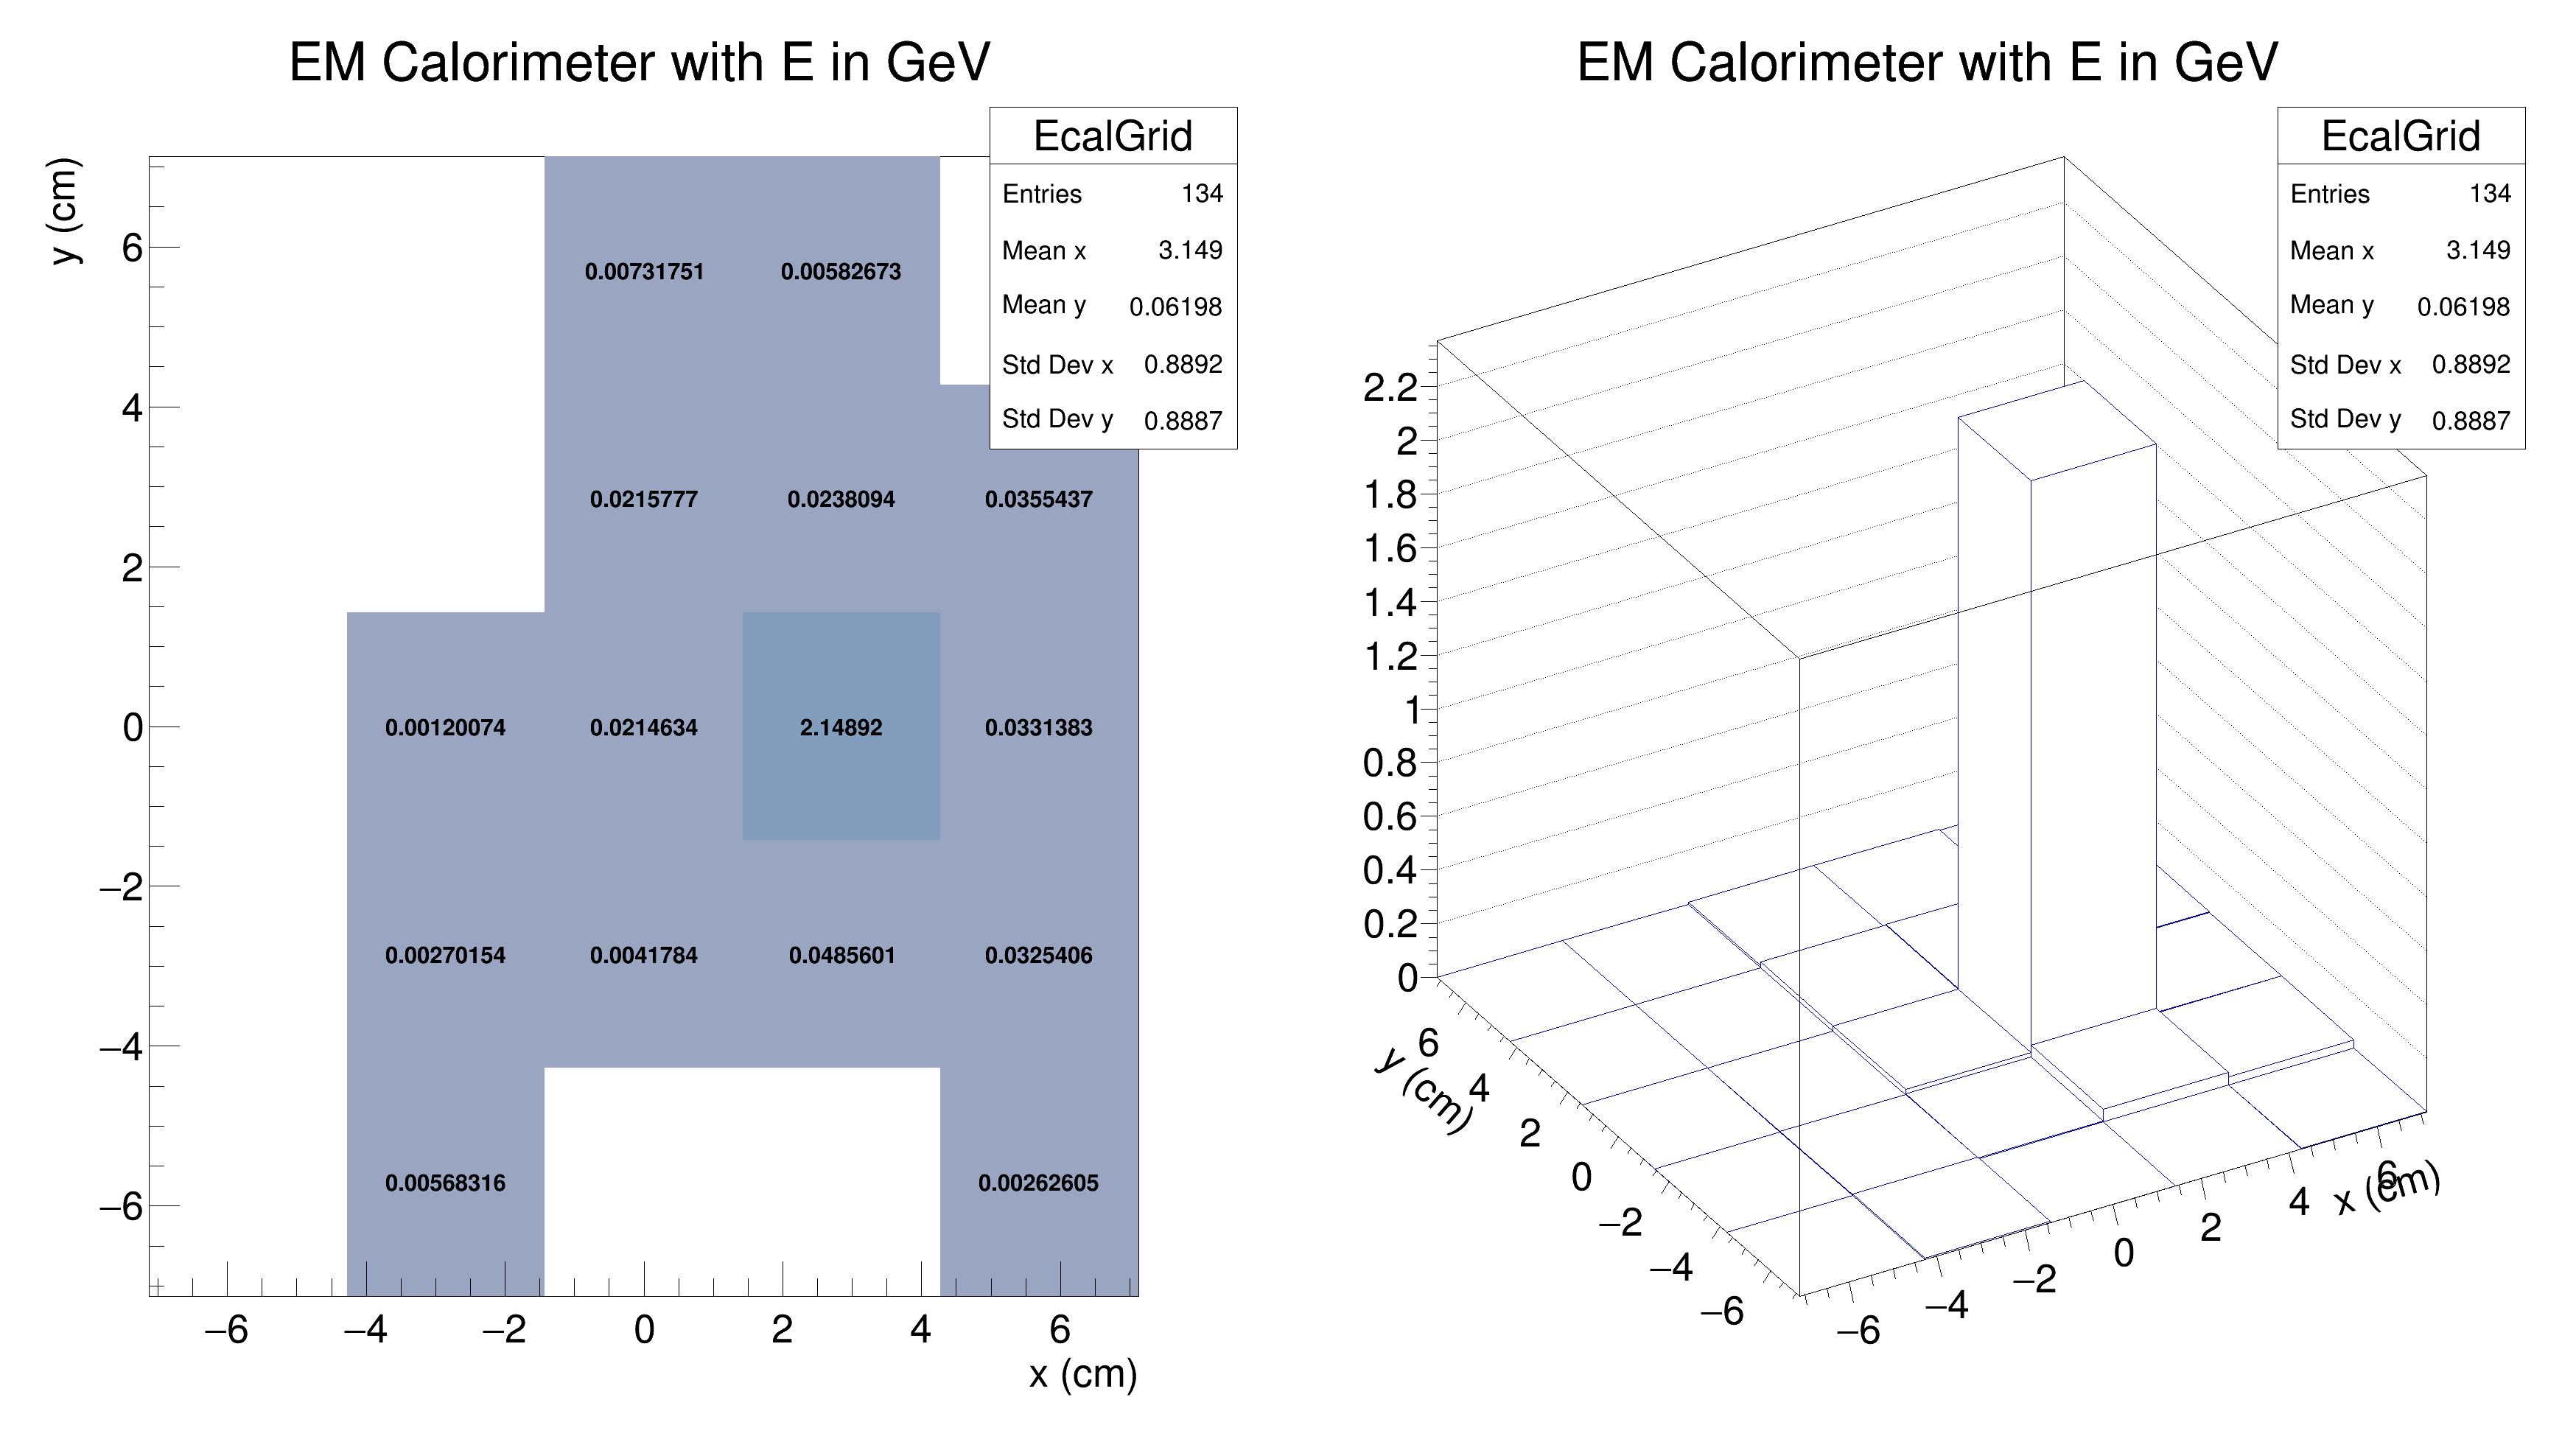 EM Calorimeter with E in GeV
EcalGrid
Entries 134
Mean x 3.149
Mean y 0.06198
Std Dev x 0.8892
Std Dev y 0.8887
y (cm)
6
4
2
0
−2
−4
−6
0.00731751 0.00582673
0.0215777 0.0238094 0.0355437
0.00120074 0.0214634 2.14892 0.0331383
0.00270154 0.0041784 0.0485601 0.0325406
0.00568316 0.00262605
−6 −4 −2 0 2 4 6
x (cm)
EM Calorimeter with E in GeV
EcalGrid
Entries 134
Mean x 3.149
Mean y 0.06198
Std Dev x 0.8892
Std Dev y 0.8887
2.2
2
1.8
1.6
1.4
1.2
1
0.8
0.6
0.4
0.2
0
y (cm)
6
4
2
0
−2
−4
−6
−6 −4 −2 0 2 4 6
x (cm)